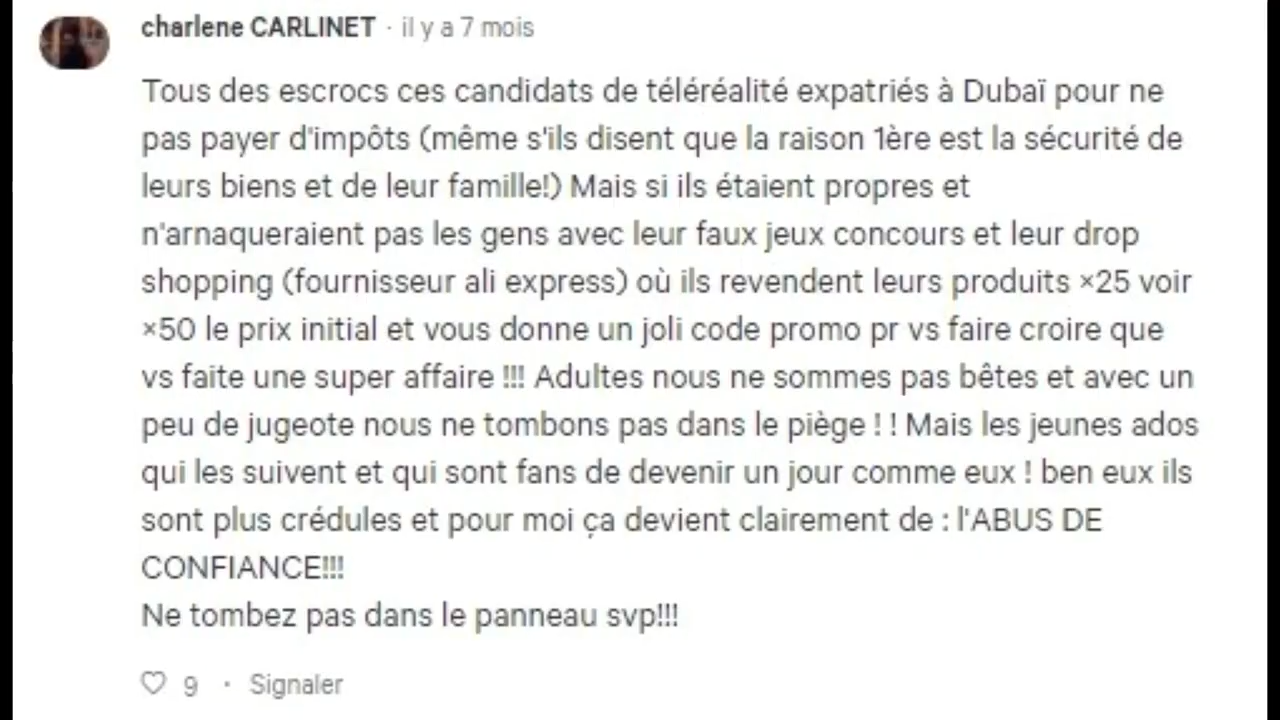 charlene CARLINET · il y a 7 mois
Tous des escrocs ces candidats de téléréalité expatriés à Dubaï pour ne
pas payer d'impôts (même s'ils disent que la raison 1ère est la sécurité de
leurs biens et de leur famille!) Mais si ils étaient propres et
n'arnaqueraient pas les gens avec leur faux jeux concours et leur drop
shopping (fournisseur ali express) où ils revendent leurs produits ×25 voir
×50 le prix initial et vous donne un joli code promo pr vs faire croire que
vs faite une super affaire !!! Adultes nous ne sommes pas bêtes et avec un
peu de jugeote nous ne tombons pas dans le piège ! ! Mais les jeunes ados
qui les suivent et qui sont fans de devenir un jour comme eux ! ben eux ils
sont plus crédules et pour moi ça devient clairement de : l'ABUS DE
CONFIANCE!!!
Ne tombez pas dans le panneau svp!!!
9 · Signaler